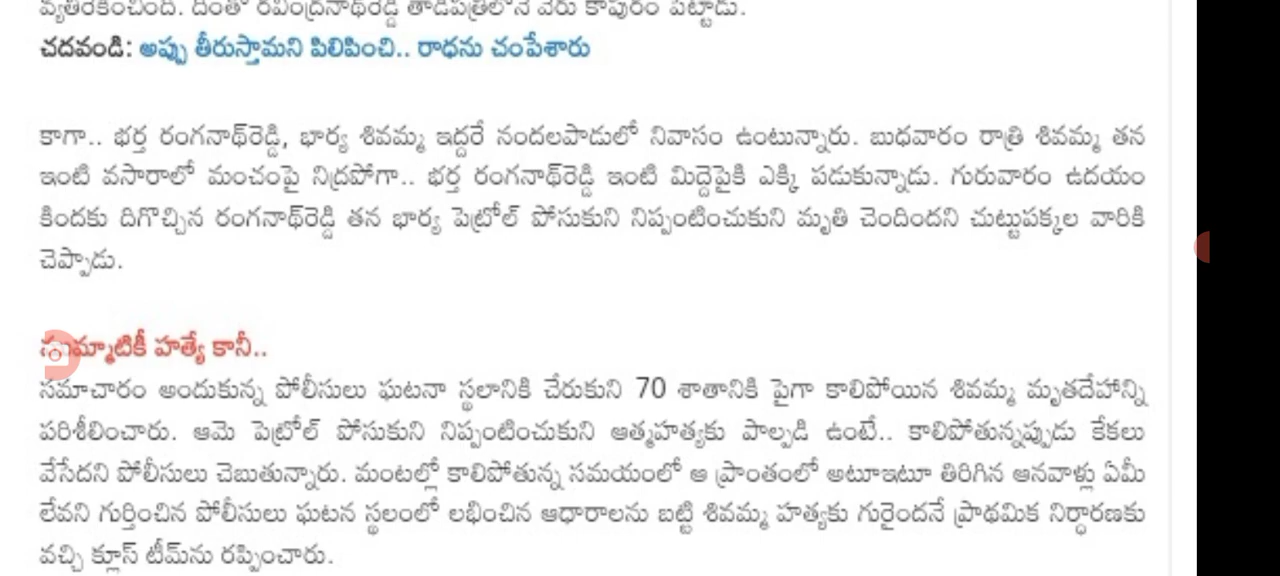 వ్యతిరేకించింది. దీంతో రవీంద్రనాథ్‌రెడ్డి తాడిపత్రిలోనే వేరు కాపురం పెట్టాడు.
చదవండి: అప్పు తీరుస్తామని పిలిపించి.. రాధను చంపేశారు
కాగా.. భర్త రంగనాథ్‌రెడ్డి, భార్య శివమ్మ ఇద్దరే నందలపాడులో నివాసం ఉంటున్నారు. బుధవారం రాత్రి శివమ్మ తన
ఇంటి వసారాలో మంచంపై నిద్రపోగా.. భర్త రంగనాథ్‌రెడ్డి ఇంటి మిద్దెపైకి ఎక్కి పడుకున్నాడు. గురువారం ఉదయం
కిందకు దిగొచ్చిన రంగనాథ్‌రెడ్డి తన భార్య పెట్రోల్‌ పోసుకుని నిప్పంటించుకుని మృతి చెందిందని చుట్టుపక్కల వారికి
చెప్పాడు.
ముమ్మాటికీ హత్యే కానీ..
సమాచారం అందుకున్న పోలీసులు ఘటనా స్థలానికి చేరుకుని 70 శాతానికి పైగా కాలిపోయిన శివమ్మ మృతదేహాన్ని
పరిశీలించారు. ఆమె పెట్రోల్‌ పోసుకుని నిప్పంటించుకుని ఆత్మహత్యకు పాల్పడి ఉంటే.. కాలిపోతున్నప్పుడు కేకలు
వేసేదని పోలీసులు చెబుతున్నారు. మంటల్లో కాలిపోతున్న సమయంలో ఆ ప్రాంతంలో అటూఇటూ తిరిగిన ఆనవాళ్లు ఏమీ
లేవని గుర్తించిన పోలీసులు ఘటన స్థలంలో లభించిన ఆధారాలను బట్టి శివమ్మ హత్యకు గురైందనే ప్రాథమిక నిర్ధారణకు
వచ్చి క్లూస్‌ టీమ్‌ను రప్పించారు.